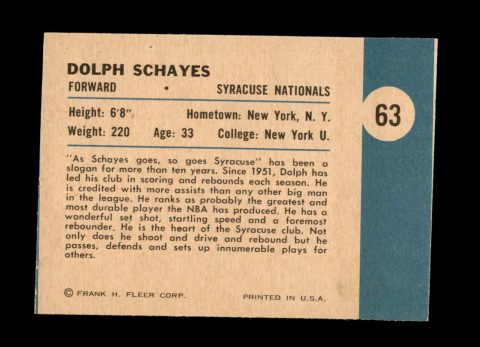 DOLPH SCHAYES
FORWARD • SYRACUSE NATIONALS
63
Height: 6'8" Hometown: New York, N. Y.
Weight: 220 Age: 33 College: New York U.
"As Schayes goes, so goes Syracuse" has been a
slogan for more than ten years. Since 1951, Dolph has
led his club in scoring and rebounds each season. He
is credited with more assists than any other big man
in the league. He ranks as probably the greatest and
most durable player the NBA has produced. He has a
wonderful set shot, startling speed and a foremost
rebounder. He is the heart of the Syracuse club. Not
only does he shoot and drive and rebound but he
passes, defends and sets up innumerable plays for
others.
© FRANK H. FLEER CORP. PRINTED IN U.S.A.